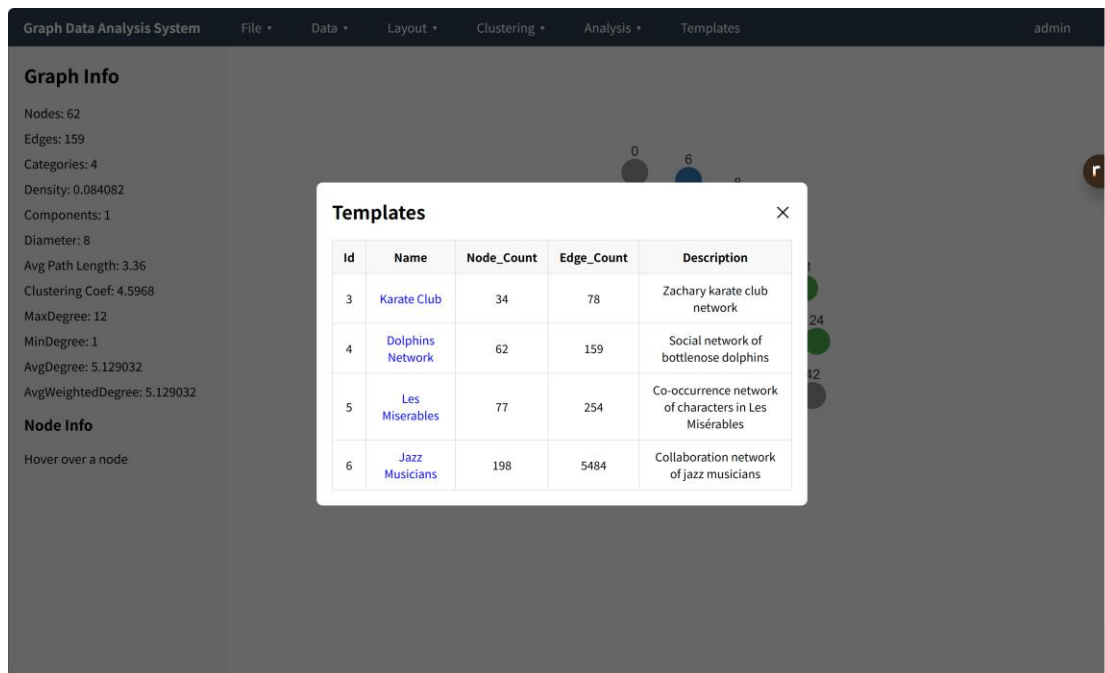 Graph Data Analysis System File ▾ Data ▾ Layout ▾ Clustering ▾ Analysis ▾ Templates admin
Graph Info
Nodes: 62
Edges: 159
Categories: 4
Density: 0.084082
Components: 1
Diameter: 8
Avg Path Length: 3.36
Clustering Coef: 4.5968
MaxDegree: 12
MinDegree: 1
AvgDegree: 5.129032
AvgWeightedDegree: 5.129032
Node Info
Hover over a node
0
6
24
42
r
Templates
Id Name Node_Count Edge_Count Description
3 Karate Club 34 78 Zachary karate club
network
4 Dolphins
Network 62 159 Social network of
bottlenose dolphins
5 Les
Miserables 77 254 Co-occurrence network
of characters in Les
Misérables
6 Jazz
Musicians 198 5484 Collaboration network
of jazz musicians